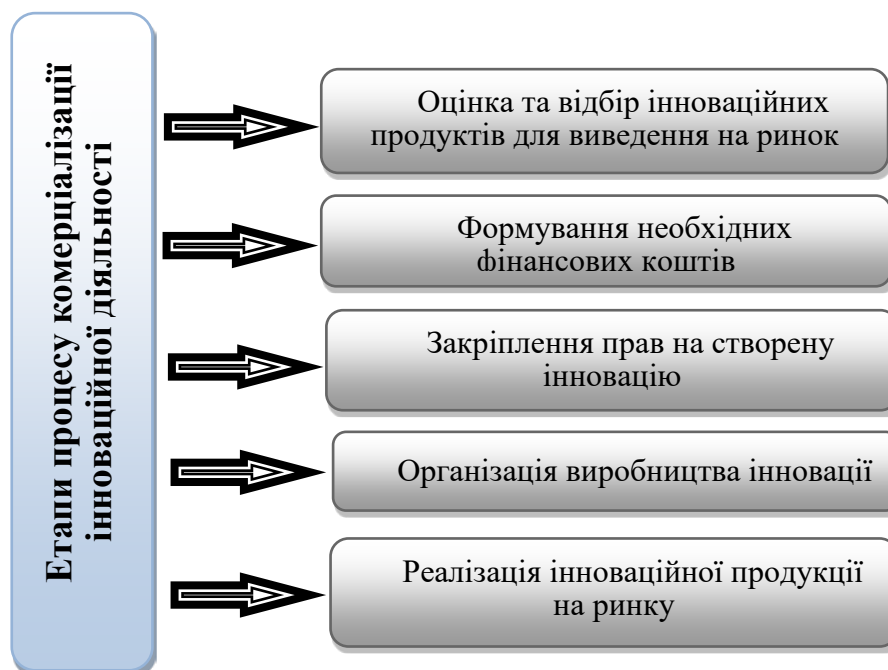 Етапи процесу комерціалізації
інноваційної діяльності
Оцінка та відбір інноваційних
продуктів для виведення на ринок
Формування необхідних
фінансових коштів
Закріплення прав на створену
інновацію
Організація виробництва інновації
Реалізація інноваційної продукції
на ринку